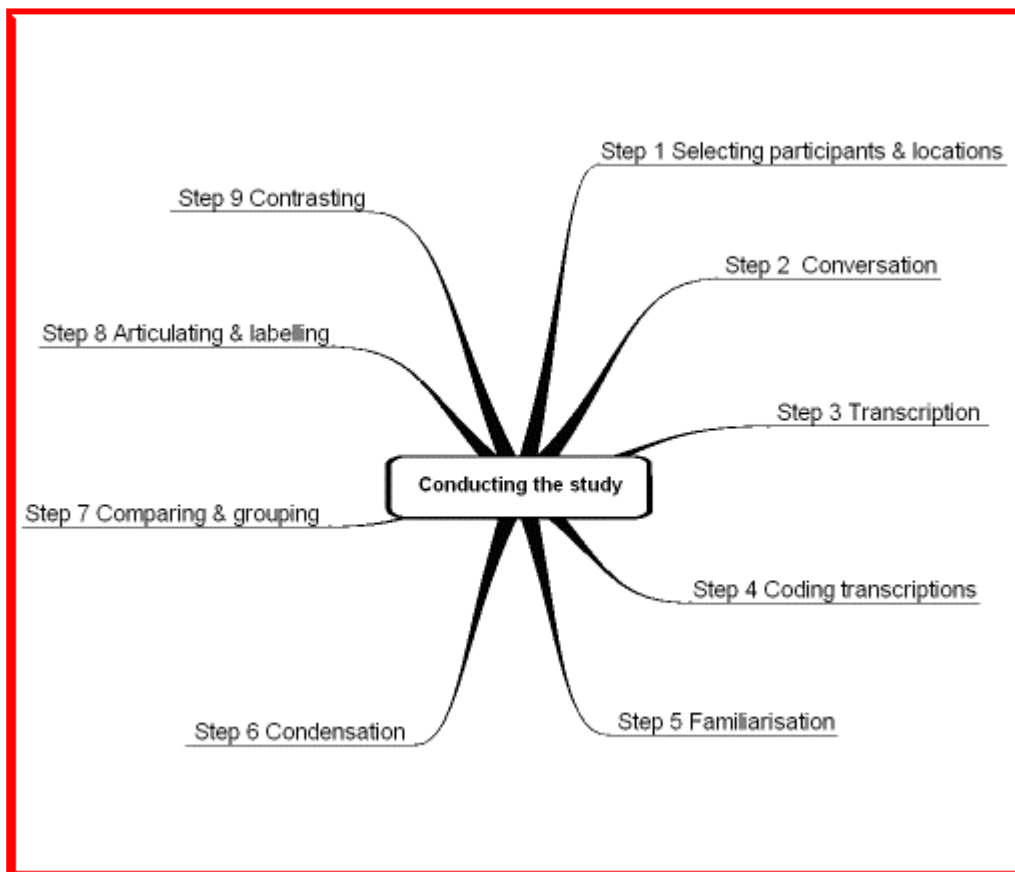 Conducting the study
Step 1 Selecting participants & locations
Step 2 Conversation
Step 3 Transcription
Step 4 Coding transcriptions
Step 5 Familiarisation
Step 6 Condensation
Step 7 Comparing & grouping
Step 8 Articulating & labelling
Step 9 Contrasting